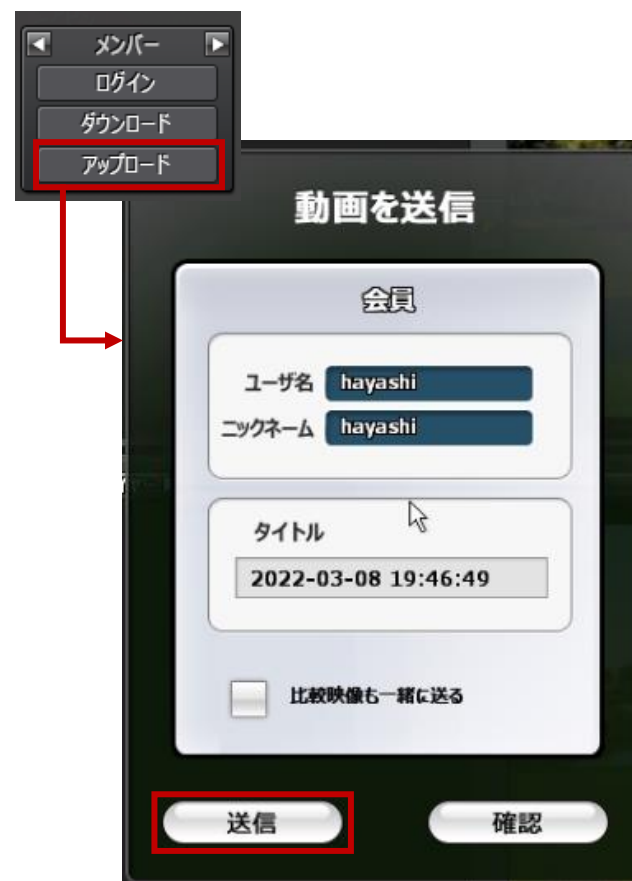 メンバー
ログイン
ダウンロード
アップロード
動画を送信
会員
ユーザ名 hayashi
ニックネーム hayashi
タイトル
2022-03-08 19:46:49
比較映像も一緒に送る
送信 確認